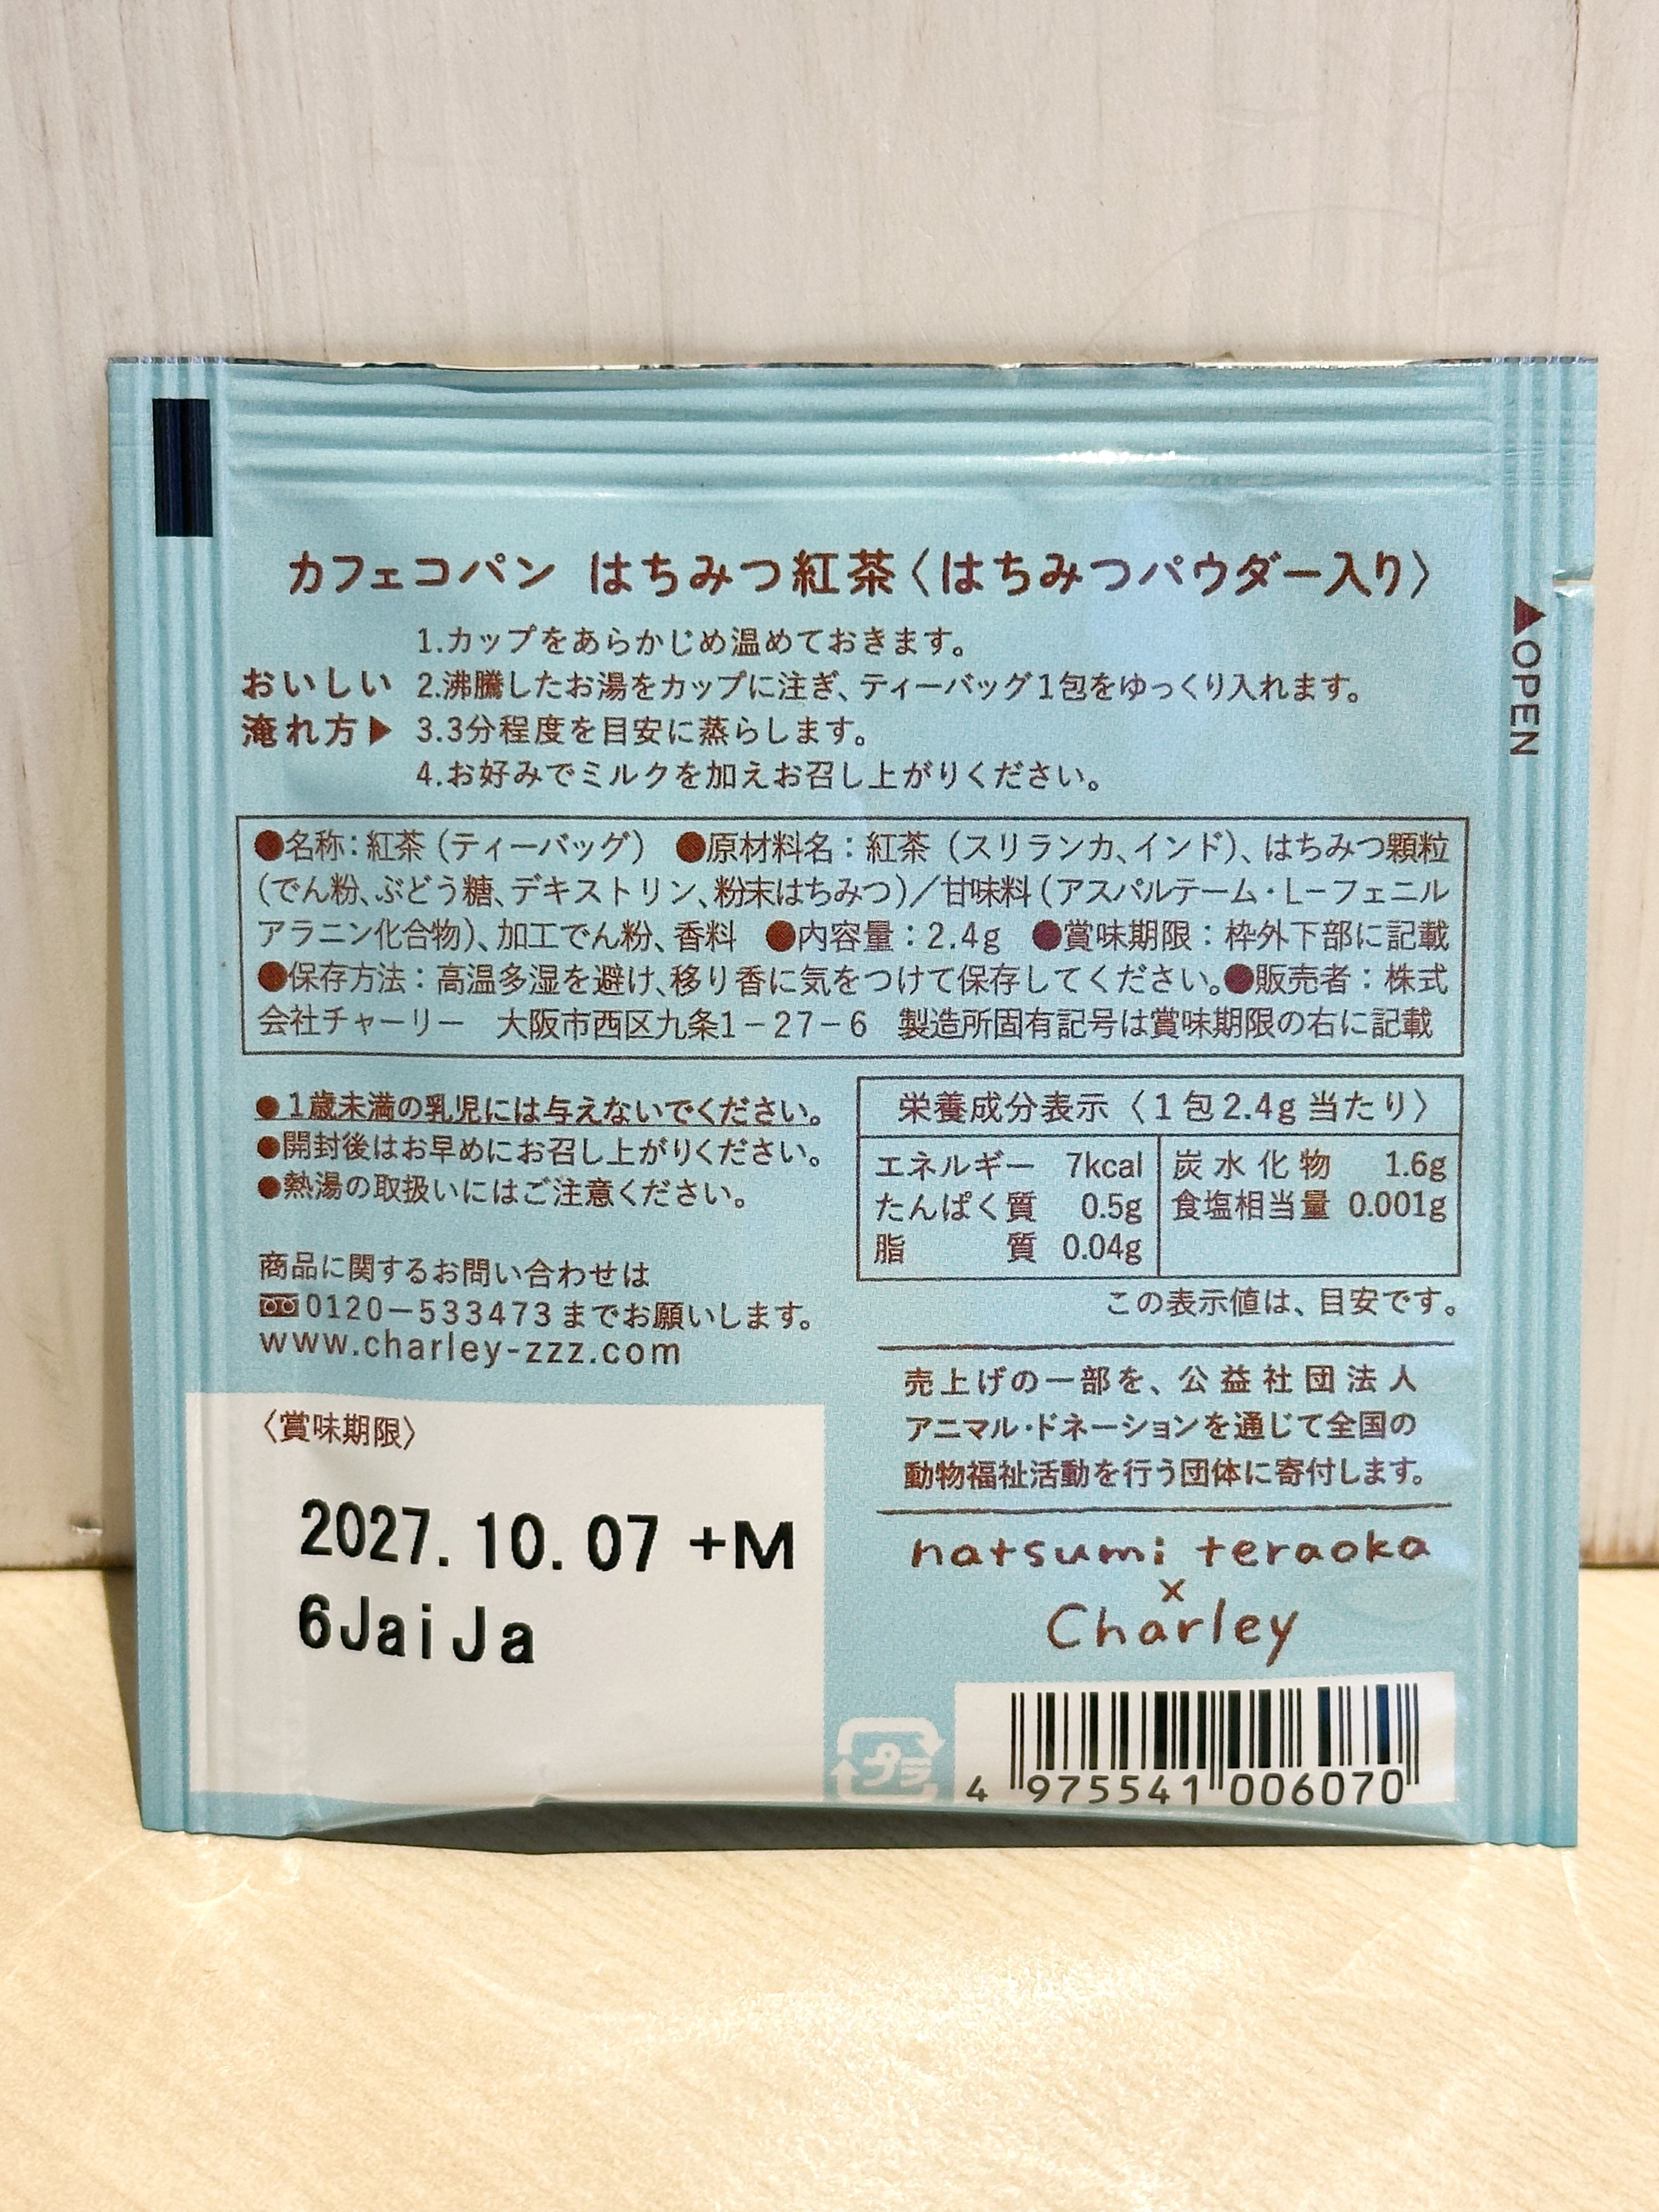 カフェコパン はちみつ紅茶〈はちみつパウダー入り〉
▲OPEN
おいしい
淹れ方▶
1.カップをあらかじめ温めておきます。
2.沸騰したお湯をカップに注ぎ、ティーバッグ1包をゆっくり入れます。
3.3分程度を目安に蒸らします。
4.お好みでミルクを加えお召し上がりください。
●名称：紅茶（ティーバッグ） ●原材料名：紅茶（スリランカ、インド）、はちみつ顆粒
（でん粉、ぶどう糖、デキストリン、粉末はちみつ）／甘味料（アスパルテーム・L－フェニル
アラニン化合物）、加工でん粉、香料 ●内容量：2.4g ●賞味期限：枠外下部に記載
●保存方法：高温多湿を避け、移り香に気をつけて保存してください。●販売者：株式
会社チャーリー 大阪市西区九条1－27－6 製造所固有記号は賞味期限の右に記載
●1歳未満の乳児には与えないでください。
●開封後はお早めにお召し上がりください。
●熱湯の取扱いにはご注意ください。
商品に関するお問い合わせは
0120－533473までお願いします。
www.charley-zzz.com
栄養成分表示〈1包2.4g当たり〉
エネルギー 7kcal 炭水化物 1.6g
たんぱく質 0.5g 食塩相当量 0.001g
脂質 0.04g
この表示値は、目安です。
売上げの一部を、公益社団法人
アニマル・ドネーションを通じて全国の
動物福祉活動を行う団体に寄付します。
natsumi teraoka
×
Charley
〈賞味期限〉
2027.10.07 +M
6JaiJa
プラ
4 975541 006070